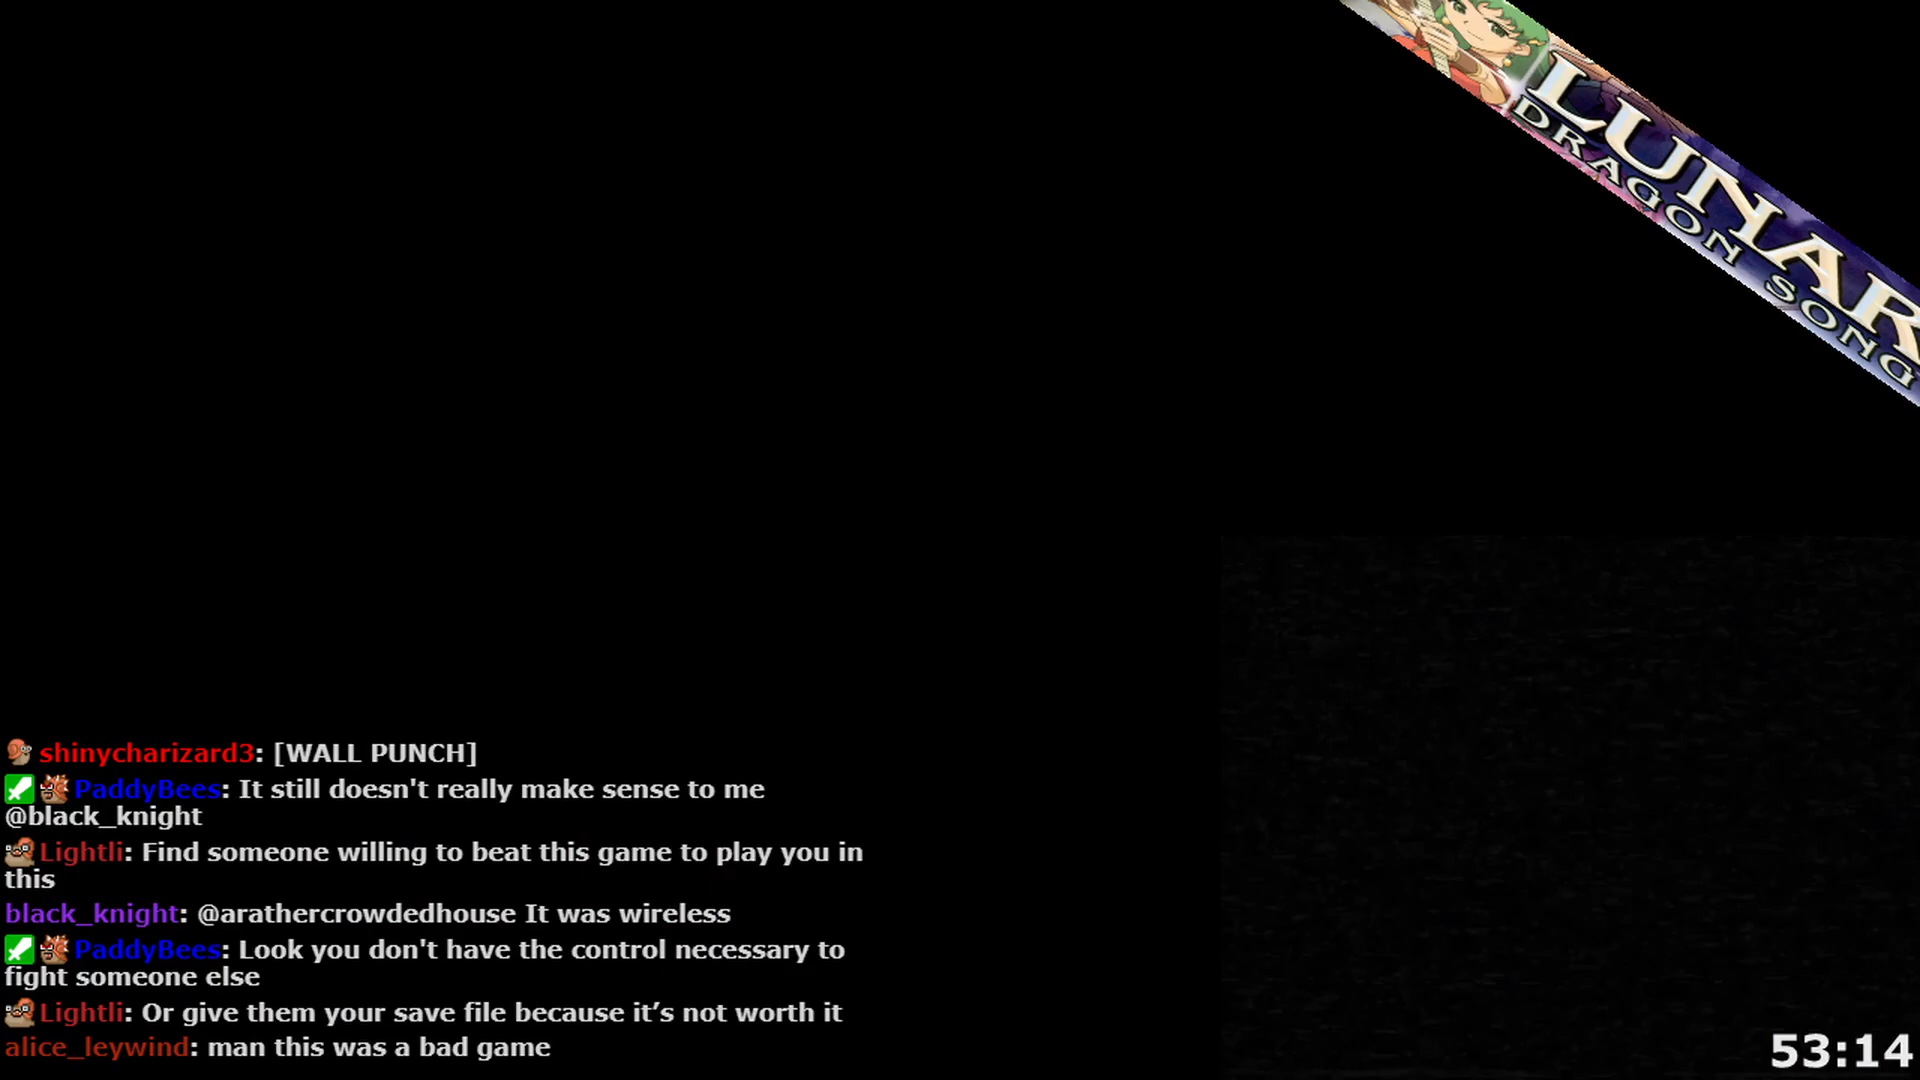 LUNAR
DRAGON SONG
shinycharizard3: [WALL PUNCH]
PaddyBees: It still doesn't really make sense to me
@black_knight
Lightli: Find someone willing to beat this game to play you in
this
black_knight: @arathercrowdedhouse It was wireless
PaddyBees: Look you don't have the control necessary to
fight someone else
Lightli: Or give them your save file because it’s not worth it
alice_leywind: man this was a bad game
53:14